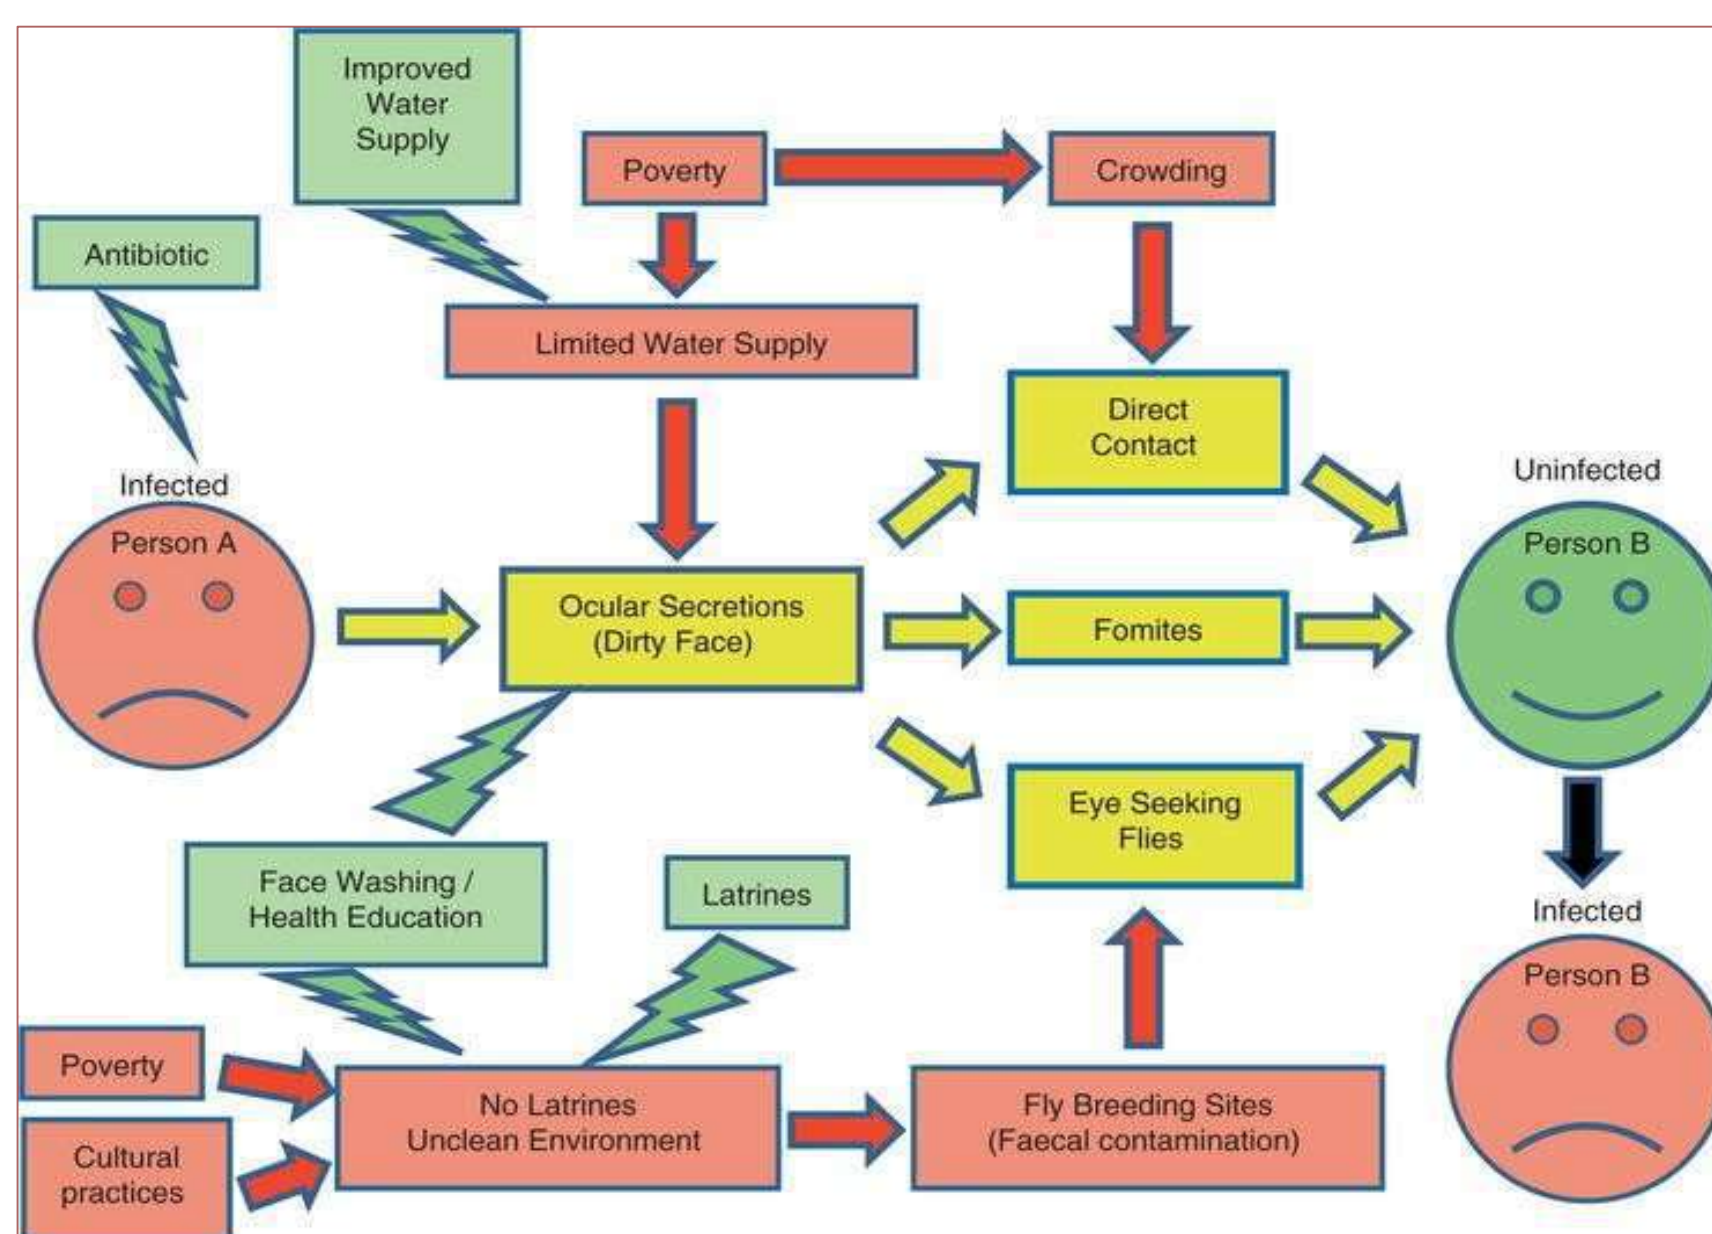 Improved
Water
Supply
Poverty
Crowding
Antibiotic
Limited Water Supply
Direct
Contact
Infected
Person A
Uninfected
Person B
Ocular Secretions
(Dirty Face)
Fomites
Eye Seeking
Flies
Face Washing /
Health Education
Latrines
Infected
Person B
Poverty
Cultural
practices
No Latrines
Unclean Environment
Fly Breeding Sites
(Faecal contamination)